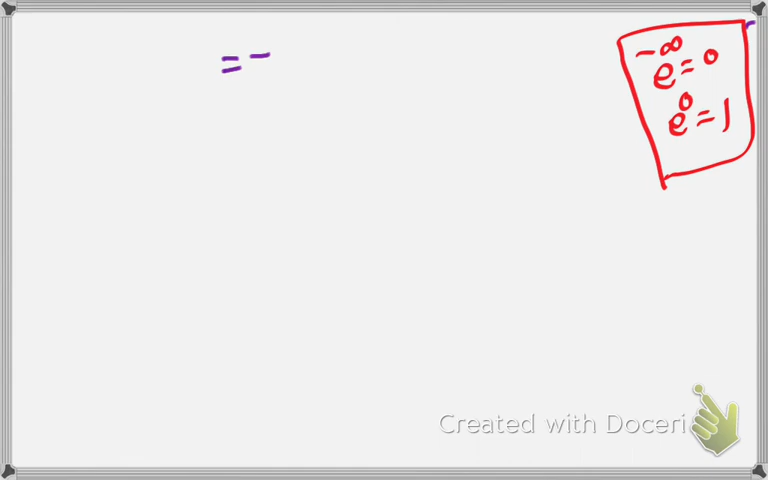 = -
e^{-∞} = 0
e^0 = 1
Created with Doceri